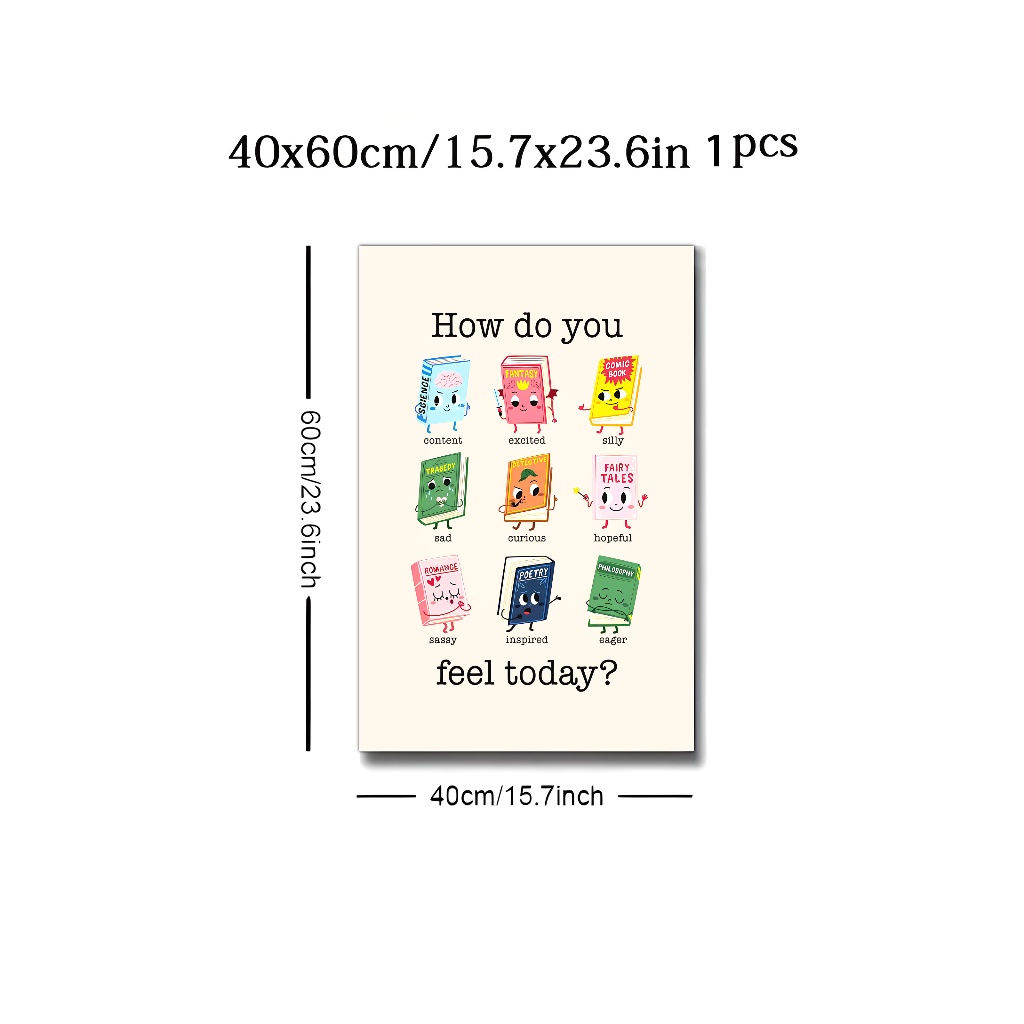 40x60cm/15.7x23.6in 1pcs
60cm/23.6inch
How do you
SCIENCE
FANTASY
COMIC
BOOK
content excited silly
TRAGEDY
DETECTIVE
FAIRY
TALES
sad curious hopeful
ROMANCE
POETRY
PHILOSOPHY
sassy inspired eager
feel today?
40cm/15.7inch